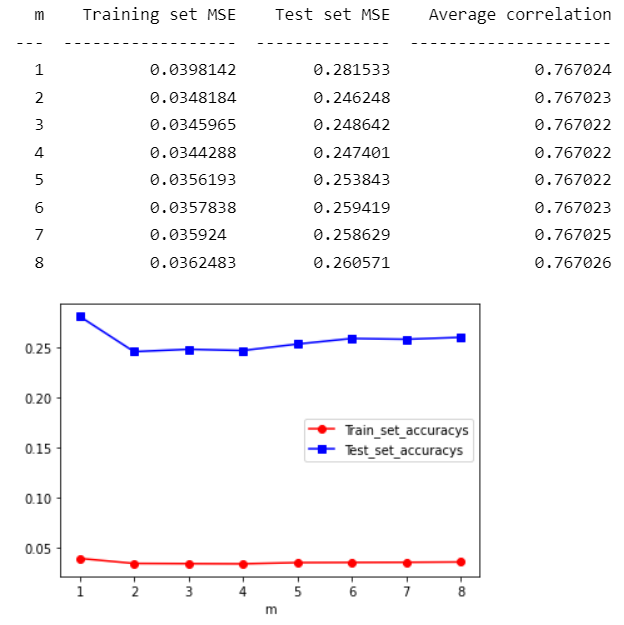 m Training set MSE Test set MSE Average correlation
--- ------------------ -------------- ---------------------
1 0.0398142 0.281533 0.767024
2 0.0348184 0.246248 0.767023
3 0.0345965 0.248642 0.767022
4 0.0344288 0.247401 0.767022
5 0.0356193 0.253843 0.767022
6 0.0357838 0.259419 0.767023
7 0.035924 0.258629 0.767025
8 0.0362483 0.260571 0.767026
0.25
0.20
0.15
0.10
0.05
Train_set_accuracys
Test_set_accuracys
1 2 3 4 5 6 7 8
m